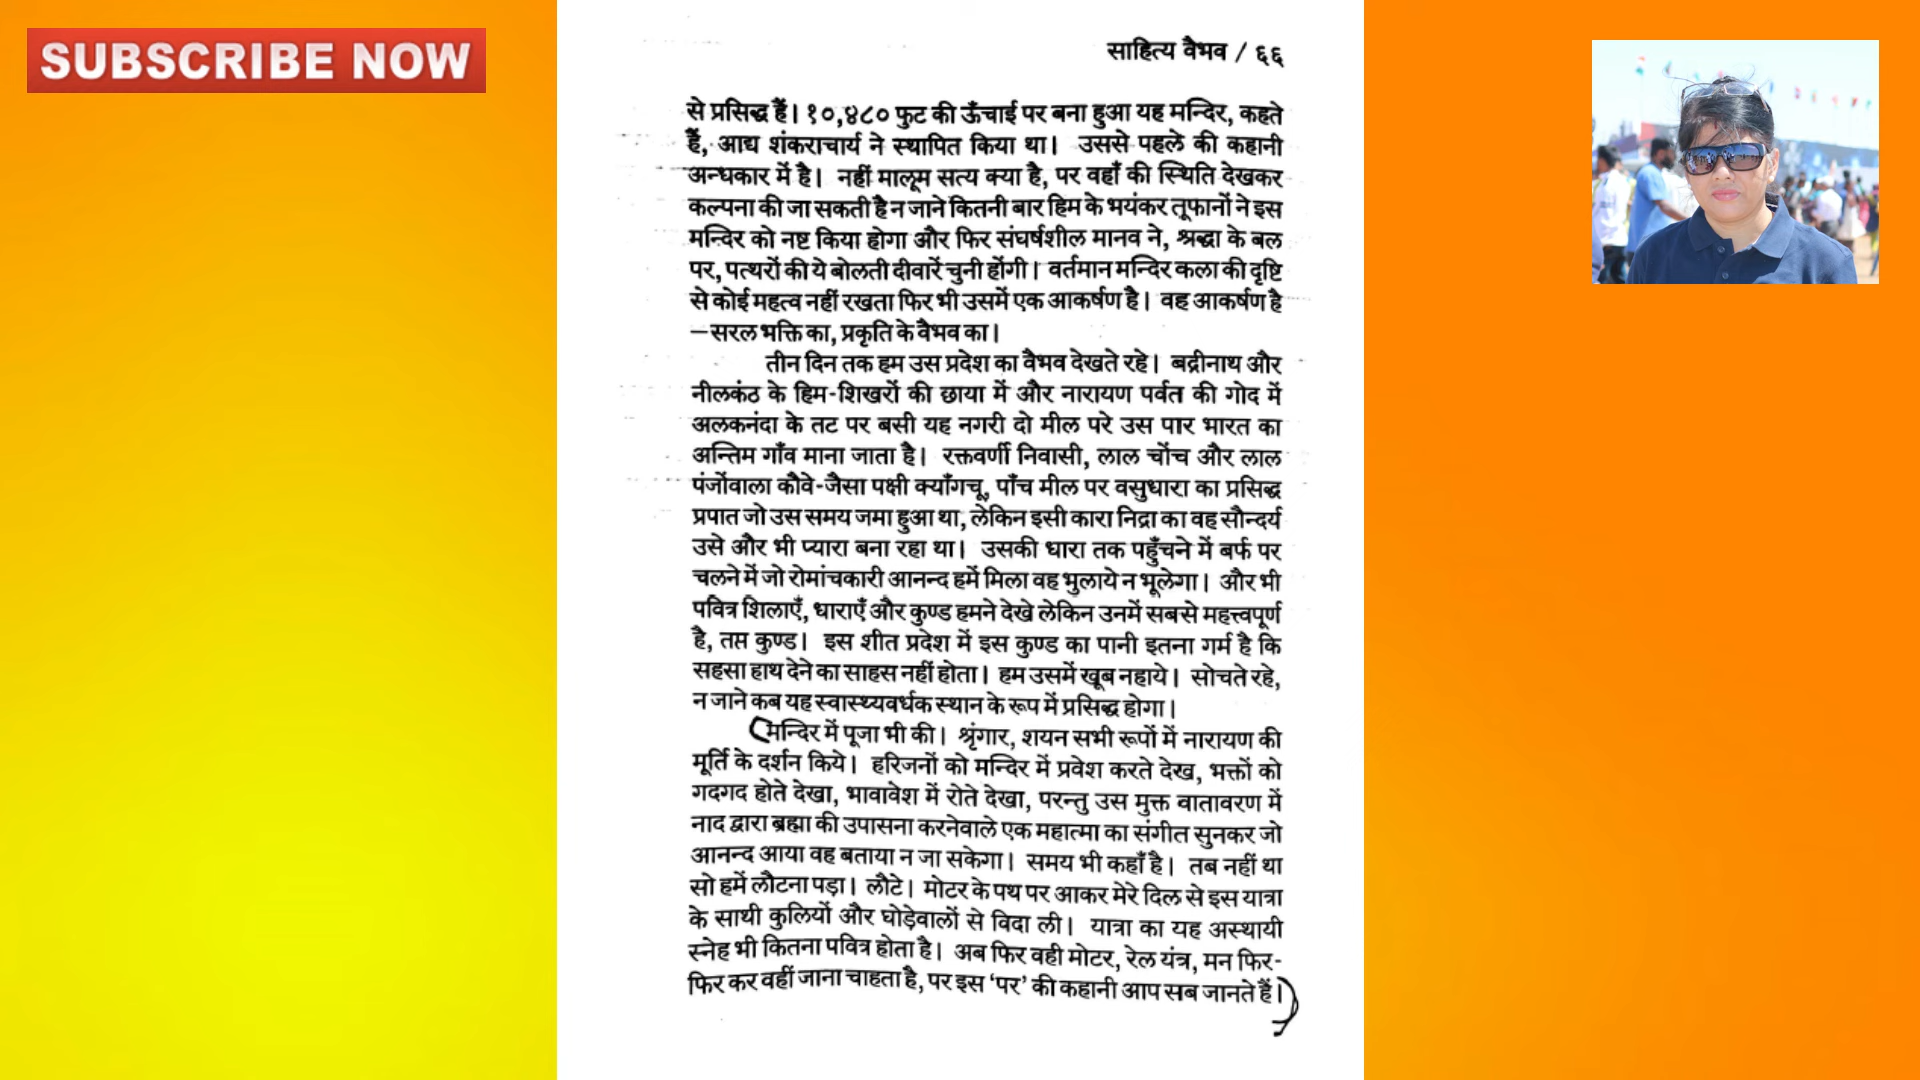 SUBSCRIBE NOW
साहित्य वैभव / ६६
से प्रसिद्ध हैं। १०,४८० फुट की ऊँचाई पर बना हुआ यह मन्दिर, कहते
हैं, आद्य शंकराचार्य ने स्थापित किया था। उससे पहले की कहानी
अन्धकार में है। नहीं मालूम सत्य क्या है, पर वहाँ की स्थिति देखकर
कल्पना की जा सकती है न जाने कितनी बार हिम के भयंकर तूफानों ने इस
मन्दिर को नष्ट किया होगा और फिर संघर्षशील मानव ने, श्रद्धा के बल
पर, पत्थरों की ये बोलती दीवारें चुनी होंगी। वर्तमान मन्दिर कला की दृष्टि
से कोई महत्व नहीं रखता फिर भी उसमें एक आकर्षण है। वह आकर्षण है
—सरल भक्ति का, प्रकृति के वैभव का।
तीन दिन तक हम उस प्रदेश का वैभव देखते रहे। बद्रीनाथ और
नीलकंठ के हिम-शिखरों की छाया में और नारायण पर्वत की गोद में
अलकनंदा के तट पर बसी यह नगरी दो मील परे उस पार भारत का
अन्तिम गाँव माना जाता है। रक्तवर्णी निवासी, लाल चोंच और लाल
पंजोंवाला कौवे-जैसा पक्षी क्याँगचू, पाँच मील पर वसुधारा का प्रसिद्ध
प्रपात जो उस समय जमा हुआ था, लेकिन इसी कारा निद्रा का वह सौन्दर्य
उसे और भी प्यारा बना रहा था। उसकी धारा तक पहुँचने में बर्फ पर
चलने में जो रोमांचकारी आनन्द हमें मिला वह भुलाये न भूलेगा। और भी
पवित्र शिलाएँ, धाराएँ और कुण्ड हमने देखे लेकिन उनमें सबसे महत्त्वपूर्ण
है, तप्त कुण्ड। इस शीत प्रदेश में इस कुण्ड का पानी इतना गर्म है कि
सहसा हाथ देने का साहस नहीं होता। हम उसमें खूब नहाये। सोचते रहे,
न जाने कब यह स्वास्थ्यवर्धक स्थान के रूप में प्रसिद्ध होगा।
मन्दिर में पूजा भी की। श्रृंगार, शयन सभी रूपों में नारायण की
मूर्ति के दर्शन किये। हरिजनों को मन्दिर में प्रवेश करते देख, भक्तों को
गदगद होते देखा, भावावेश में रोते देखा, परन्तु उस मुक्त वातावरण में
नाद द्वारा ब्रह्मा की उपासना करनेवाले एक महात्मा का संगीत सुनकर जो
आनन्द आया वह बताया न जा सकेगा। समय भी कहाँ है। तब नहीं था
सो हमें लौटना पड़ा। लौटे। मोटर के पथ पर आकर मेरे दिल से इस यात्रा
के साथी कुलियों और घोड़ेवालों से विदा ली। यात्रा का यह अस्थायी
स्नेह भी कितना पवित्र होता है। अब फिर वही मोटर, रेल यंत्र, मन फिर-
फिर कर वहीं जाना चाहता है, पर इस ‘पर’ की कहानी आप सब जानते हैं।